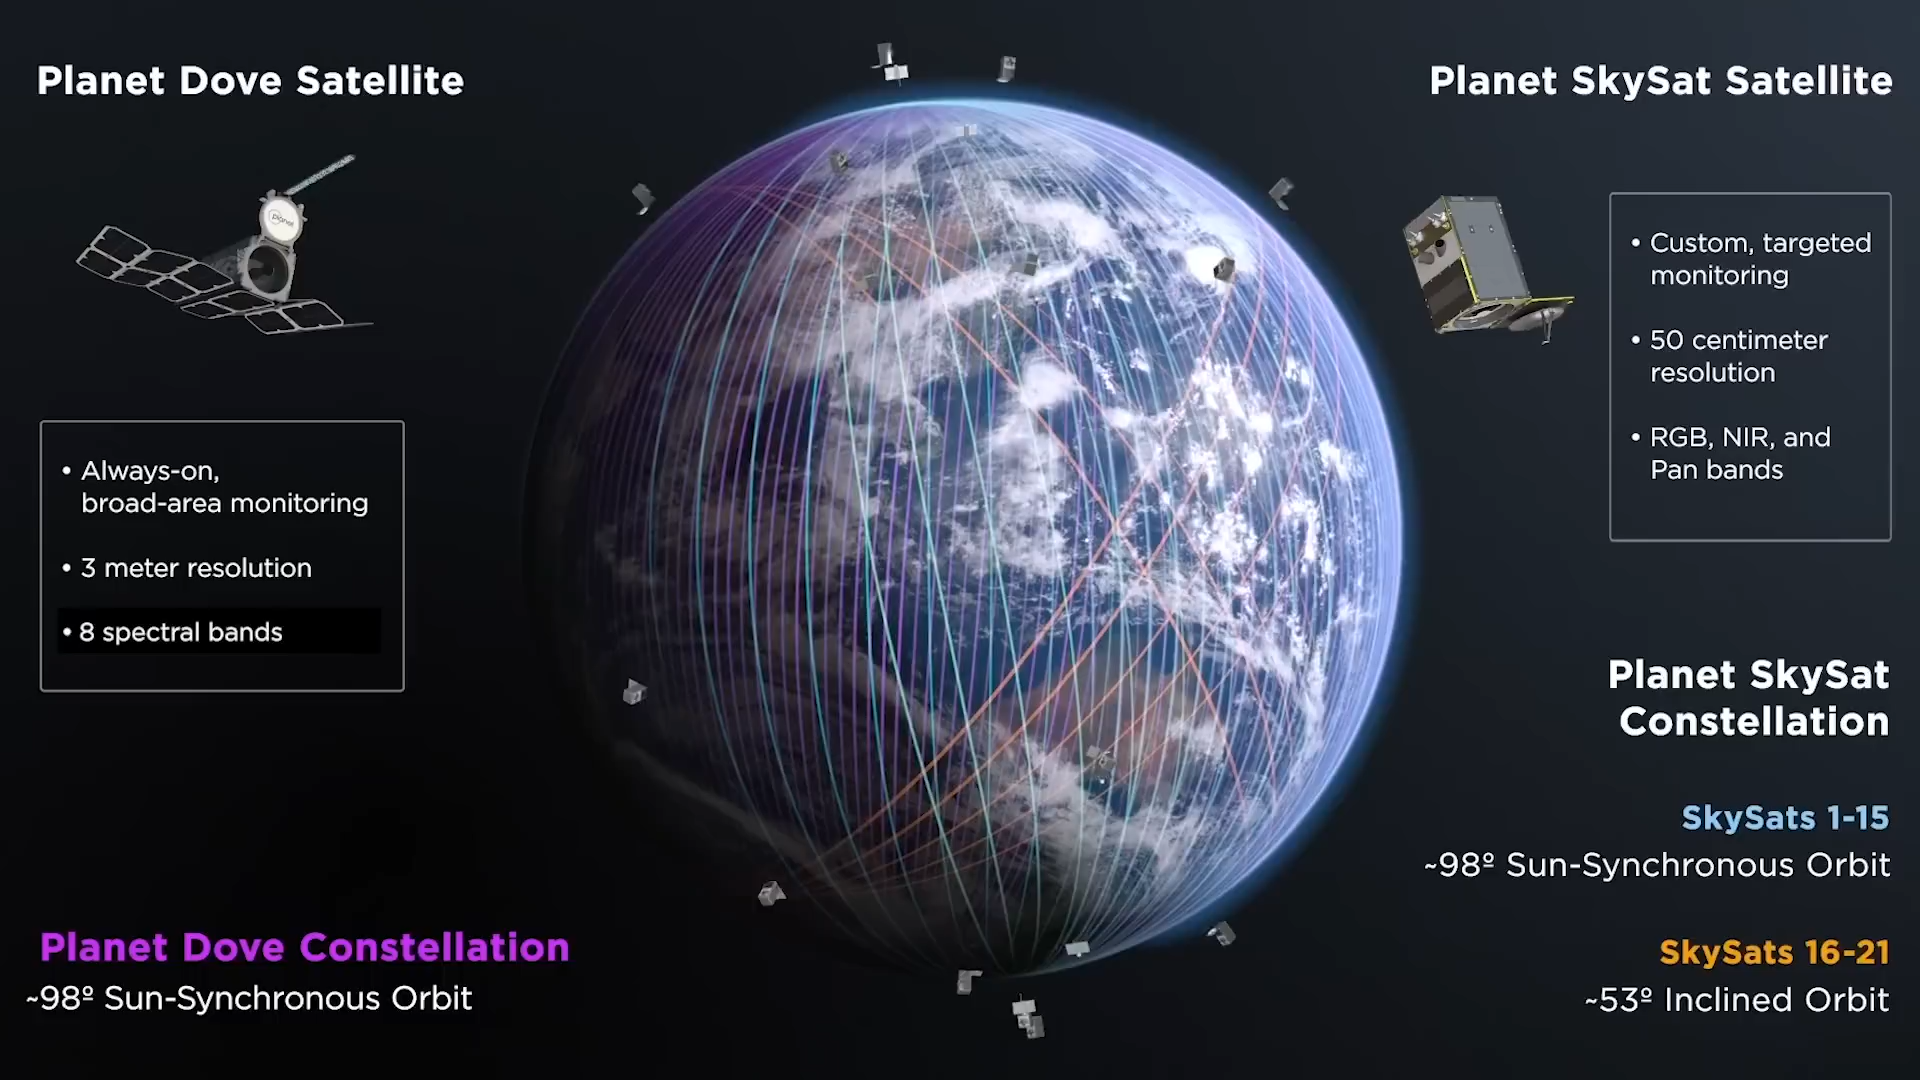 Planet Dove Satellite
planet
• Always-on,
broad-area monitoring
• 3 meter resolution
• 8 spectral bands
Planet Dove Constellation
~98º Sun-Synchronous Orbit
Planet SkySat Satellite
• Custom, targeted
monitoring
• 50 centimeter
resolution
• RGB, NIR, and
Pan bands
Planet SkySat
Constellation
SkySats 1-15
~98º Sun-Synchronous Orbit
SkySats 16-21
~53º Inclined Orbit